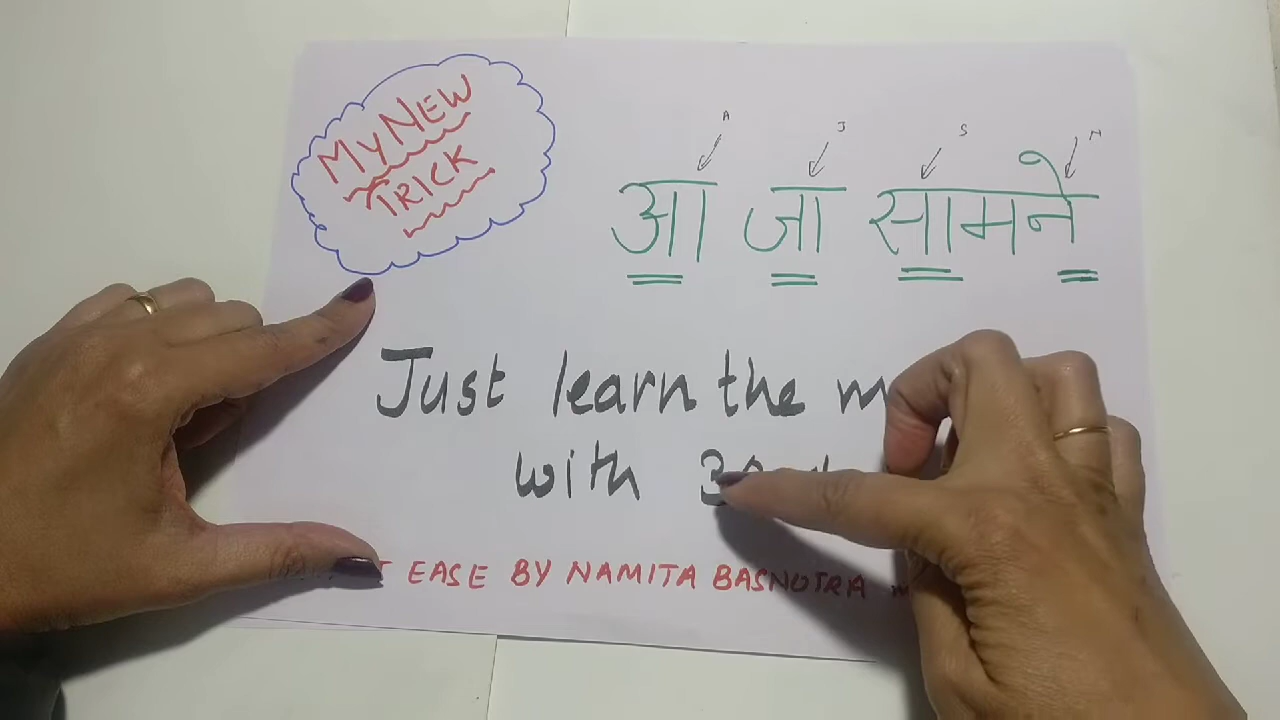 MY NEW
TRICK
A J S N
आ जा सामने
Just learn the
with
EASE BY NAMITA BASNOTRA